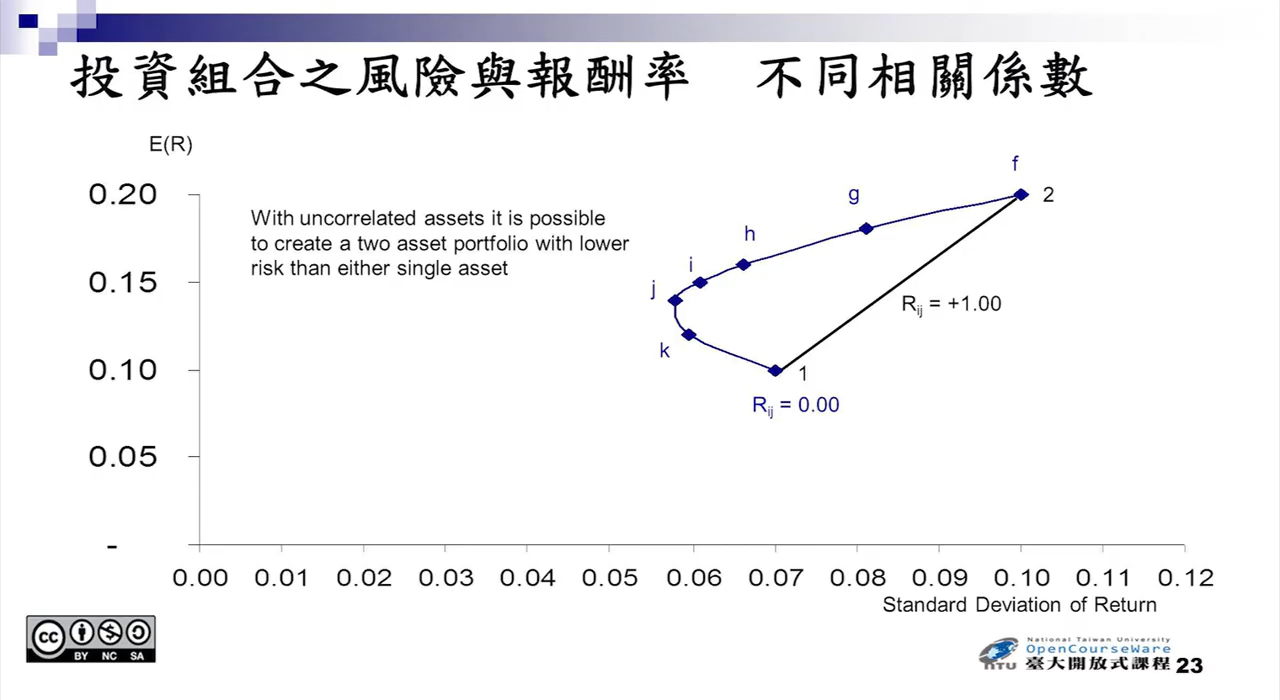 投資組合之風險與報酬率 不同相關係數
E(R)
0.20
0.15
0.10
0.05
-
With uncorrelated assets it is possible
to create a two asset portfolio with lower
risk than either single asset
f
g
2
h
i
j
Rij = +1.00
k
1
Rij = 0.00
0.00 0.01 0.02 0.03 0.04 0.05 0.06 0.07 0.08 0.09 0.10 0.11 0.12
Standard Deviation of Return
cc
BY NC SA
National Taiwan University
OpenCourseWare
NTU 臺大開放式課程 23